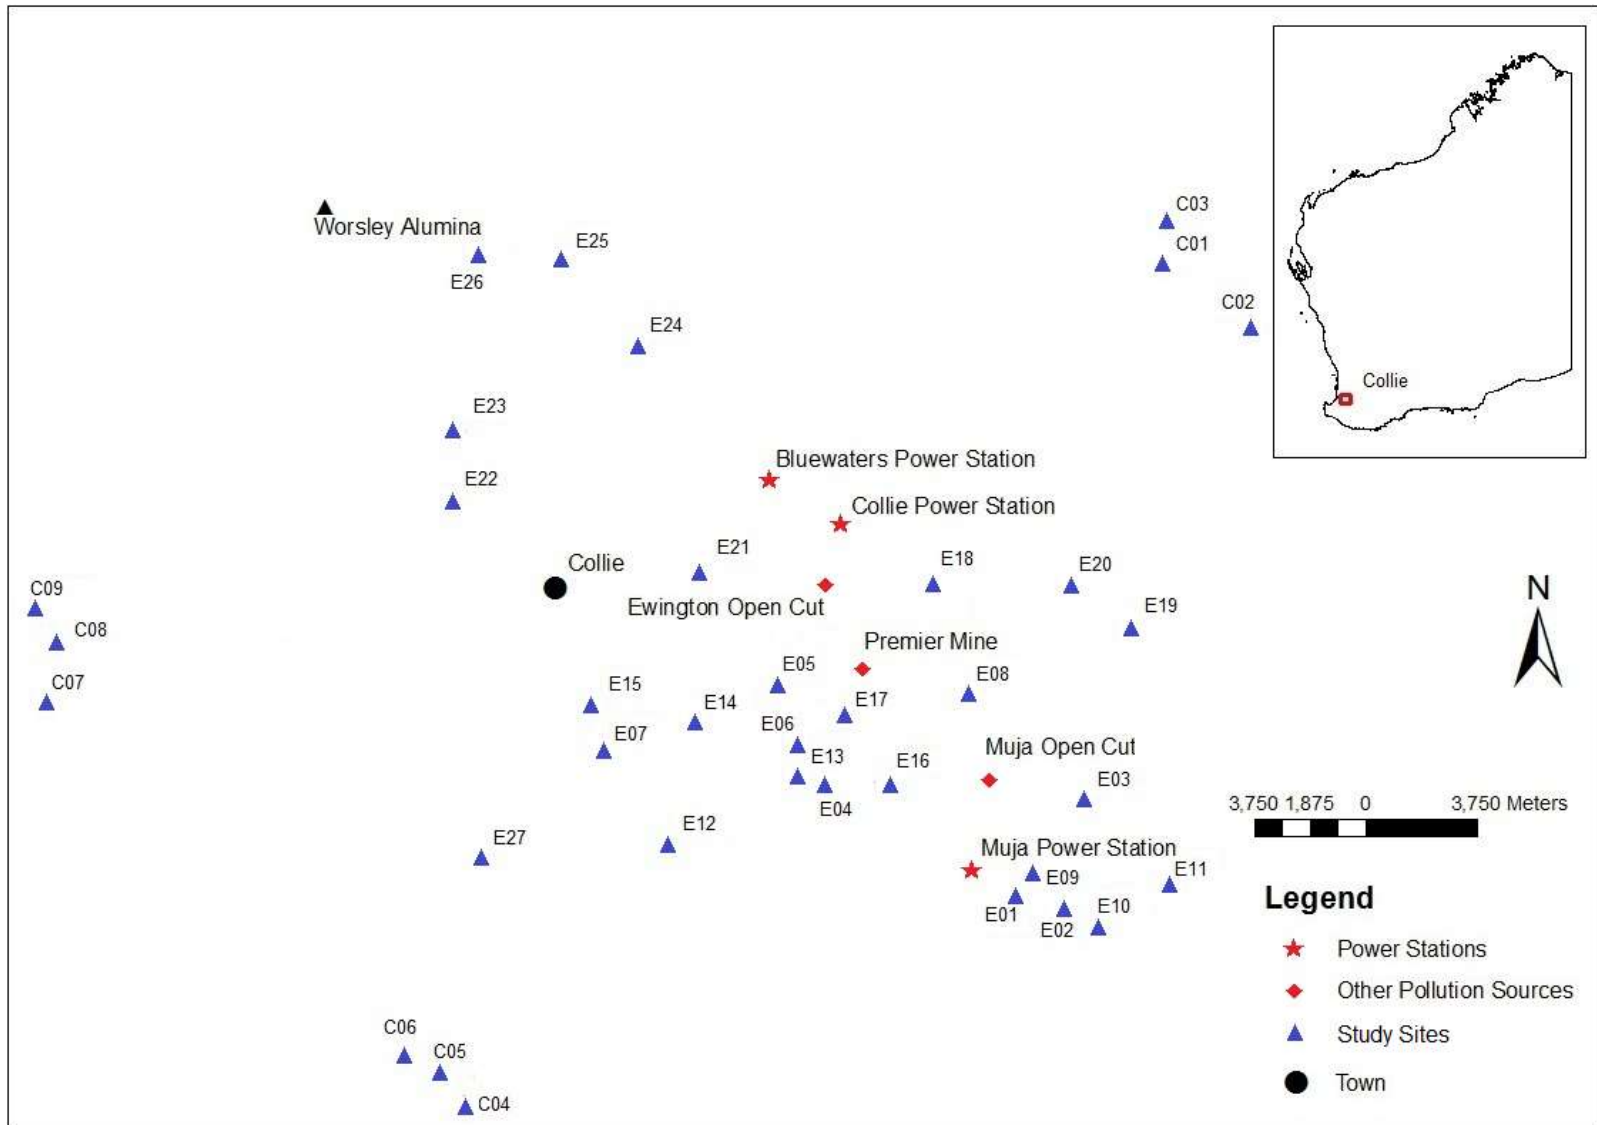 C03
Worsley Alumina
C01
E25
E26
C02
E24
Collie
E23
Bluewaters Power Station
E22
Collie Power Station
E21
E18
E20
Collie
C09
Ewington Open Cut
E19
C08
Premier Mine
N
E05
E08
C07
E15
E14
E17
E06
E07
Muja Open Cut
E13
E16
E03
E04
3,750 1,875 0 3,750 Meters
E12
E27
Muja Power Station
E11
E09
E01
E10
E02
Legend
Power Stations
Other Pollution Sources
Study Sites
Town
C06
C05
C04